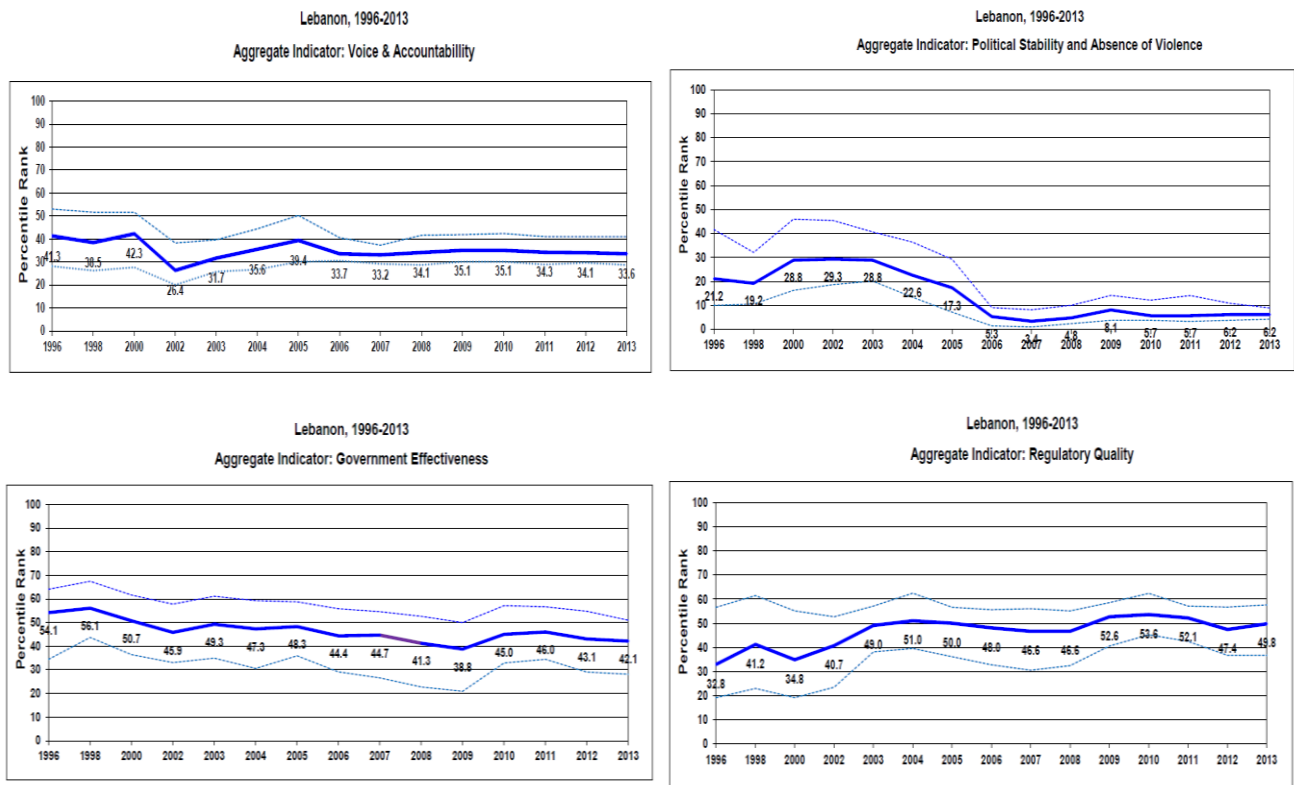 Lebanon, 1996-2013
Aggregate Indicator: Voice & Accountabillity
Percentile Rank
100
90
80
70
60
50
40
30
20
10
0
41.3 38.5 42.3 26.4 31.7 35.6 39.4 33.7 33.2 34.1 35.1 35.1 34.3 34.1 33.6
1996 1998 2000 2002 2003 2004 2005 2006 2007 2008 2009 2010 2011 2012 2013
Lebanon, 1996-2013
Aggregate Indicator: Political Stability and Absence of Violence
Percentile Rank
100
90
80
70
60
50
40
30
20
10
0
21.2 19.2 28.8 29.3 28.8 22.6 17.3 5.3 3.4 4.8 8.1 5.7 5.7 6.2 6.2
1996 1998 2000 2002 2003 2004 2005 2006 2007 2008 2009 2010 2011 2012 2013
Lebanon, 1996-2013
Aggregate Indicator: Government Effectiveness
Percentile Rank
100
90
80
70
60
50
40
30
20
10
0
54.1 56.1 50.7 45.9 49.3 47.3 48.3 44.4 44.7 41.3 38.8 45.0 46.0 43.1 42.1
1996 1998 2000 2002 2003 2004 2005 2006 2007 2008 2009 2010 2011 2012 2013
Lebanon, 1996-2013
Aggregate Indicator: Regulatory Quality
Percentile Rank
100
90
80
70
60
50
40
30
20
10
0
32.8 41.2 34.8 40.7 49.0 51.0 50.0 48.0 46.6 46.6 52.6 53.6 52.1 47.4 49.8
1996 1998 2000 2002 2003 2004 2005 2006 2007 2008 2009 2010 2011 2012 2013